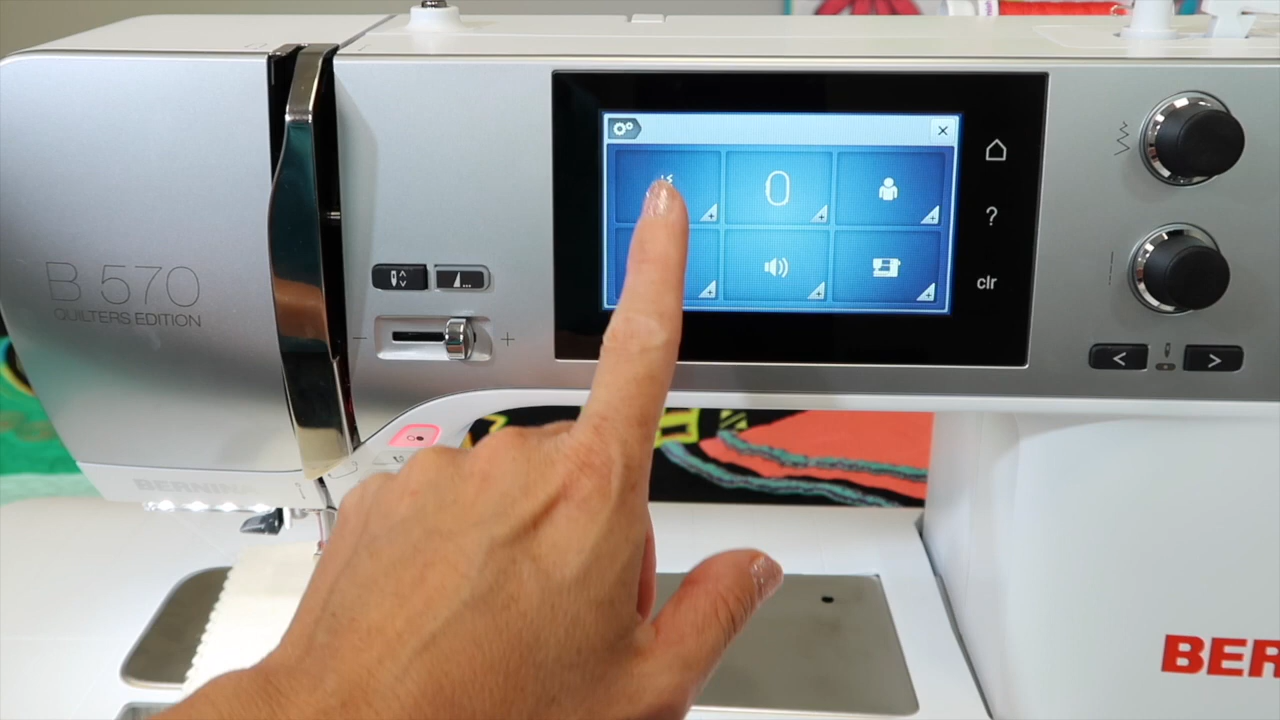 B 570
QUILTERS EDITION
BERNINA
?
clr
− +
< >
BER